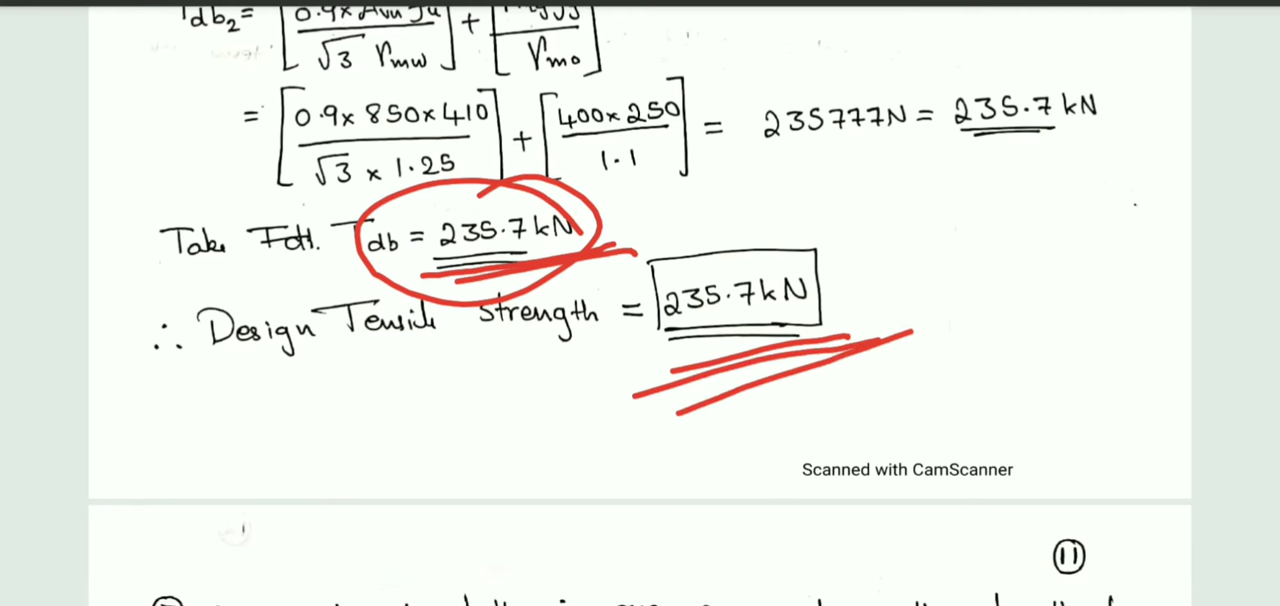 Tdb₂ = [0.9 × Avn fu / √3 γmw] + [fy / γmo]
= [0.9 × 850 × 410 / √3 × 1.25] + [400 × 250 / 1.1] = 235777N = 235.7 kN
Take Tdb = 235.7 kN
∴ Design Tensile strength = 235.7 kN
Scanned with CamScanner
11